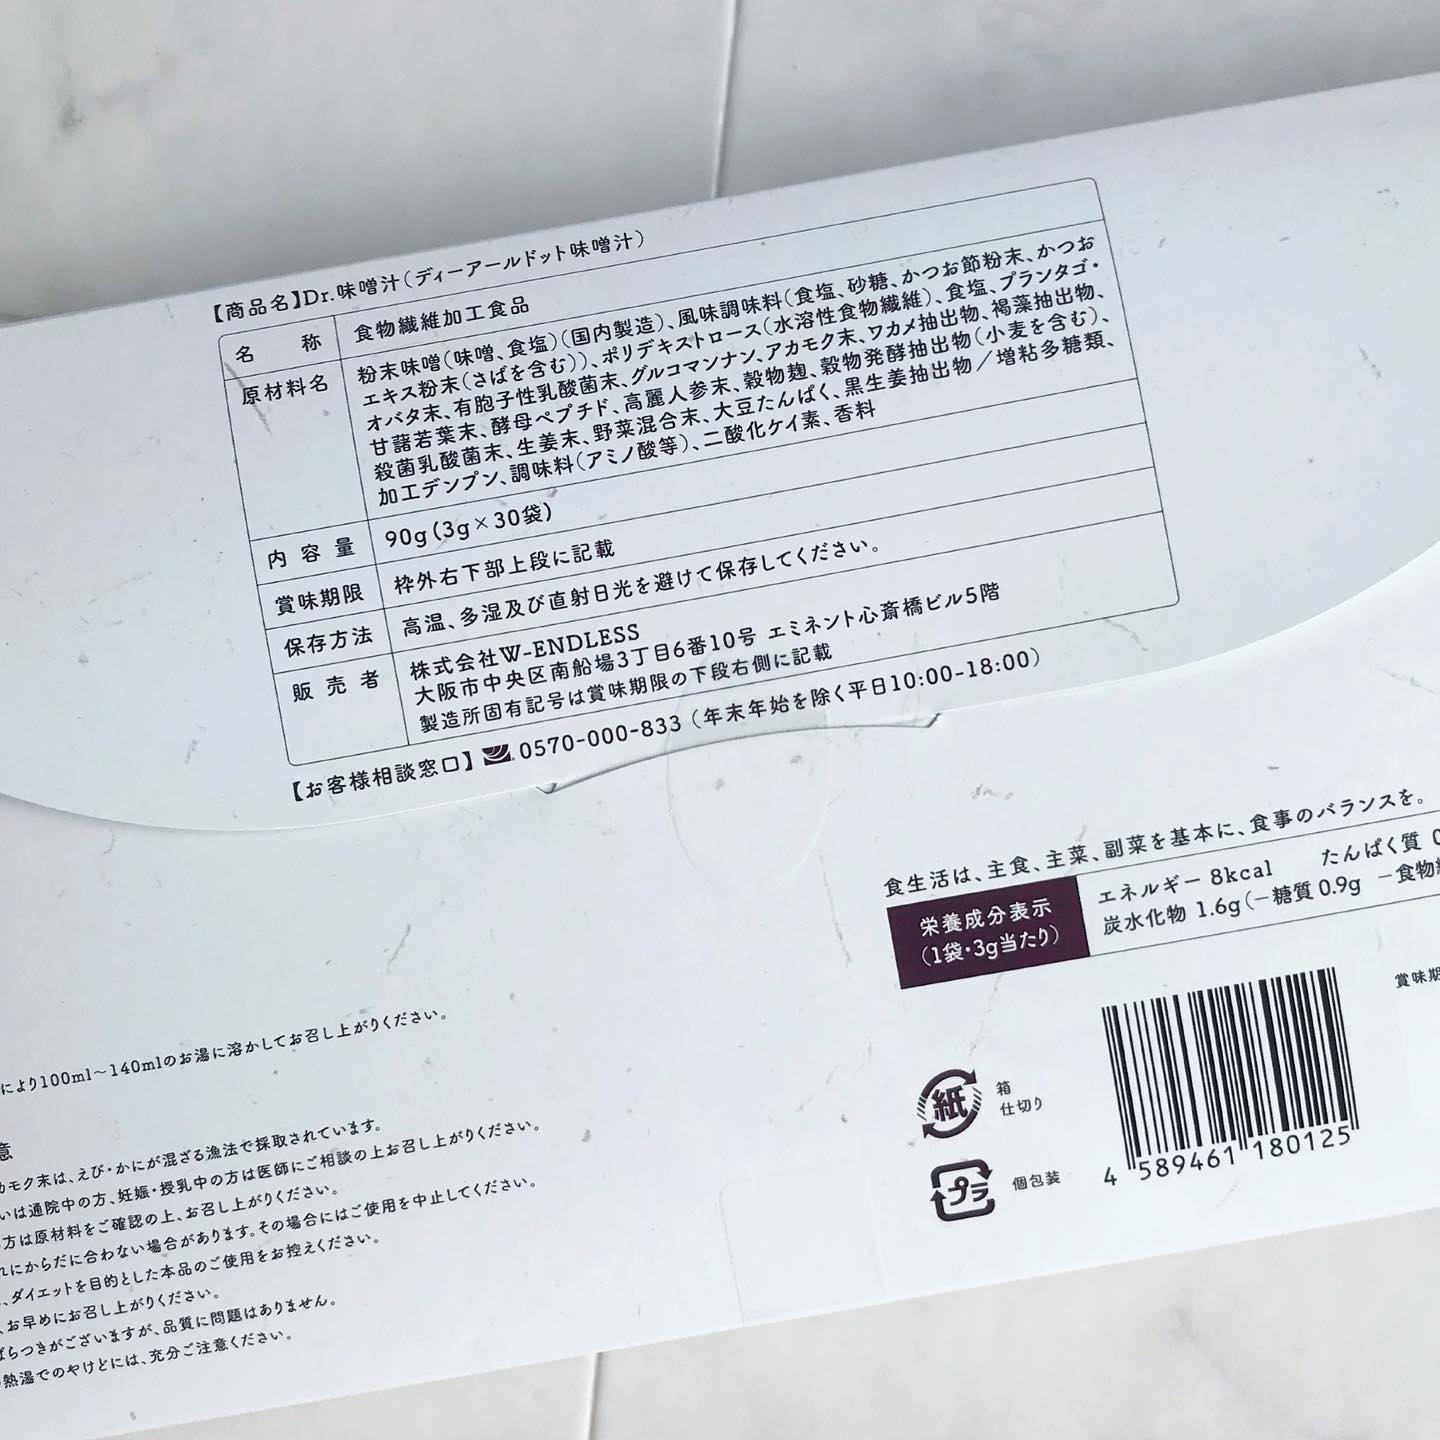 【商品名】Dr.味噌汁(ディーアールドット味噌汁)
名 称 食物繊維加工食品
原材料名 粉末味噌(味噌、食塩)(国内製造)、風味調味料(食塩、砂糖、かつお節粉末、かつお
エキス粉末(さばを含む))、ポリデキストロース(水溶性食物繊維)、食塩、プランタゴ・
オバタ末、有胞子性乳酸菌末、グルコマンナン、アカモク末、ワカメ抽出物、褐藻抽出物、
甘藷若葉末、酵母ペプチド、高麗人参末、穀物麹、穀物発酵抽出物(小麦を含む)、
殺菌乳酸菌末、生姜末、野菜混合末、大豆たんぱく、黒生姜抽出物/増粘多糖類、
加工デンプン、調味料(アミノ酸等)、二酸化ケイ素、香料
内 容 量 90g(3g×30袋)
賞味期限 枠外右下部上段に記載
保存方法 高温、多湿及び直射日光を避けて保存してください。
販 売 者 株式会社W-ENDLESS
大阪市中央区南船場3丁目6番10号 エミネント心斎橋ビル5階
製造所固有記号は賞味期限の下段右側に記載
【お客様相談窓口】 0570-000-833 (年末年始を除く平日10:00-18:00)
食生活は、主食、主菜、副菜を基本に、食事のバランスを。
栄養成分表示
(1袋・3g当たり)
エネルギー 8kcal たんぱく質
炭水化物 1.6g(-糖質0.9g -食物
賞味期
箱
仕切り
紙
プラ
個包装
4 589461 180125
により100ml~140mlのお湯に溶かしてお召し上がりください。
意
カモク末は、えび・かにが混ざる漁法で採取されています。
いは通院中の方、妊娠・授乳中の方は医師にご相談の上お召し上がりください。
方は原材料をご確認の上、お召し上がりください。
れにからだに合わない場合があります。その場合にはご使用を中止してください。
、ダイエットを目的とした本品のご使用をお控えください。
、お早めにお召し上がりください。
ばらつきがございますが、品質に問題はありません。
熱湯でのやけどには、充分ご注意ください。